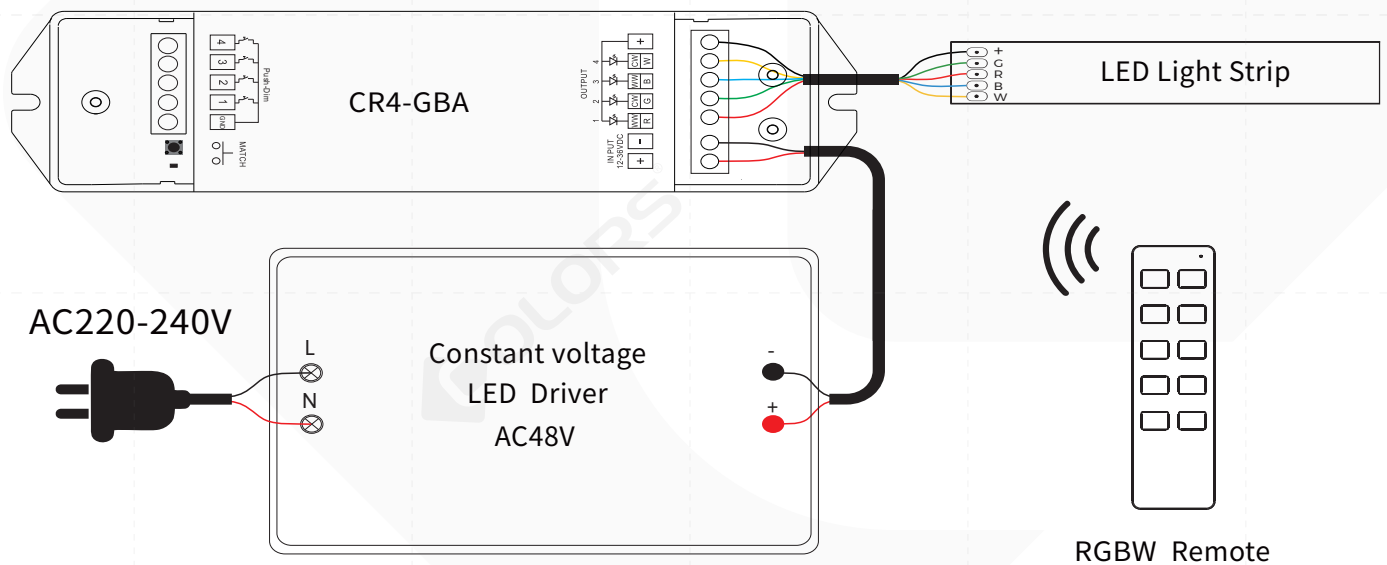 4
3
2
1
GND
Push-Dim
MATCH
CR4-GBA
OUTPUT
+
4 CW W
3 WW B
2 CW G
1 WW R
INPUT
12-36VDC
-
+
+
G
R
B
W
LED Light Strip
OLORS
AC220-240V
L
N
Constant voltage
LED Driver
AC48V
-
+
RGBW Remote